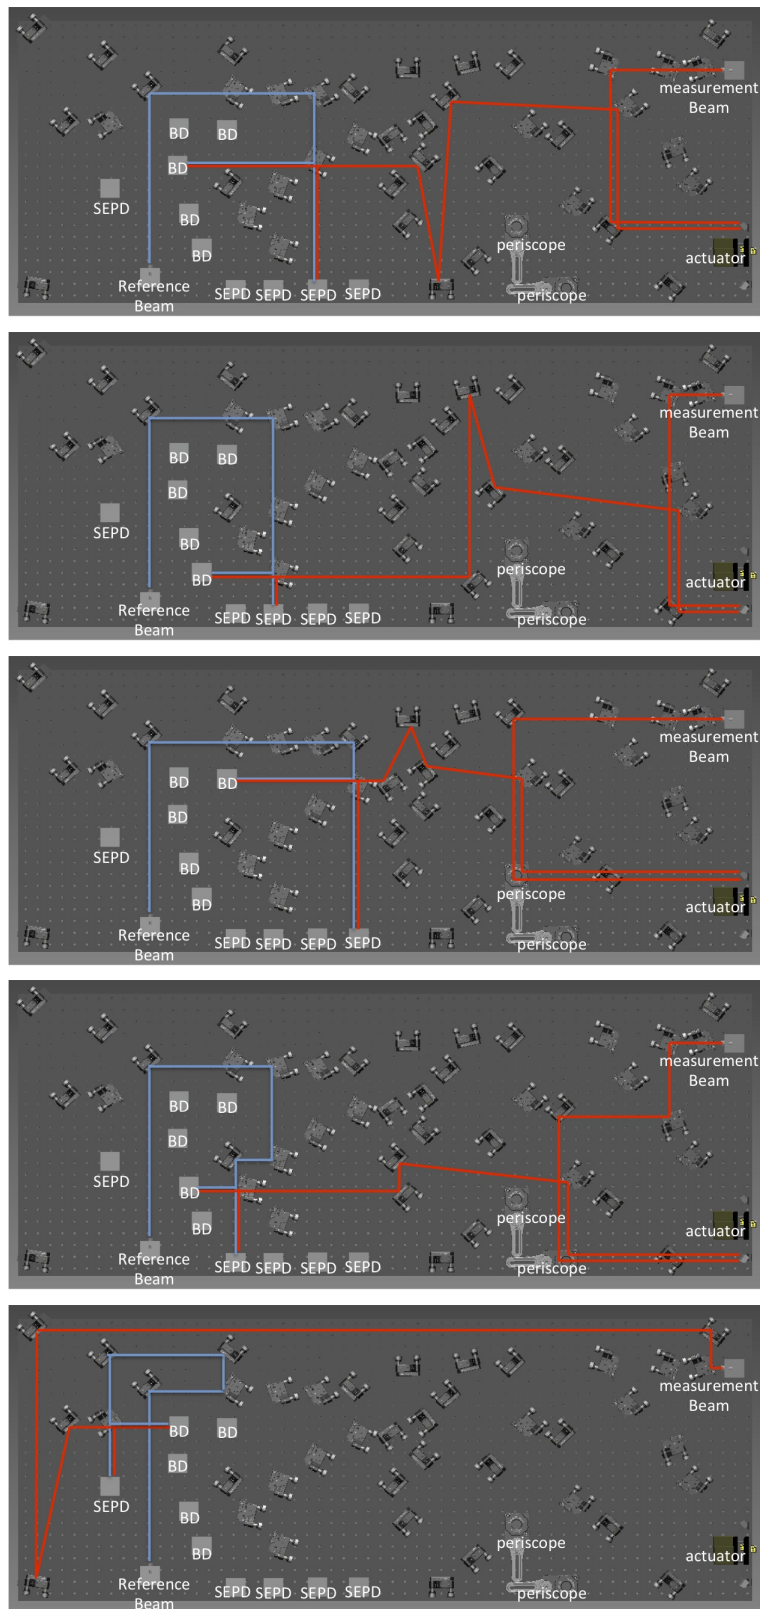 measurement
Beam
BD
BD
BD
SEPD
BD
BD
periscope
actuator
Reference
Beam
SEPD
SEPD
SEPD
SEPD
periscope
measurement
Beam
BD
BD
BD
SEPD
BD
BD
periscope
actuator
Reference
Beam
SEPD
SEPD
SEPD
SEPD
periscope
measurement
Beam
BD
BD
BD
SEPD
BD
BD
periscope
actuator
Reference
Beam
SEPD
SEPD
SEPD
SEPD
periscope
measurement
Beam
BD
BD
BD
SEPD
BD
BD
periscope
actuator
Reference
Beam
SEPD
SEPD
SEPD
SEPD
periscope
measurement
Beam
BD
BD
BD
SEPD
BD
BD
periscope
actuator
Reference
Beam
SEPD
SEPD
SEPD
SEPD
periscope